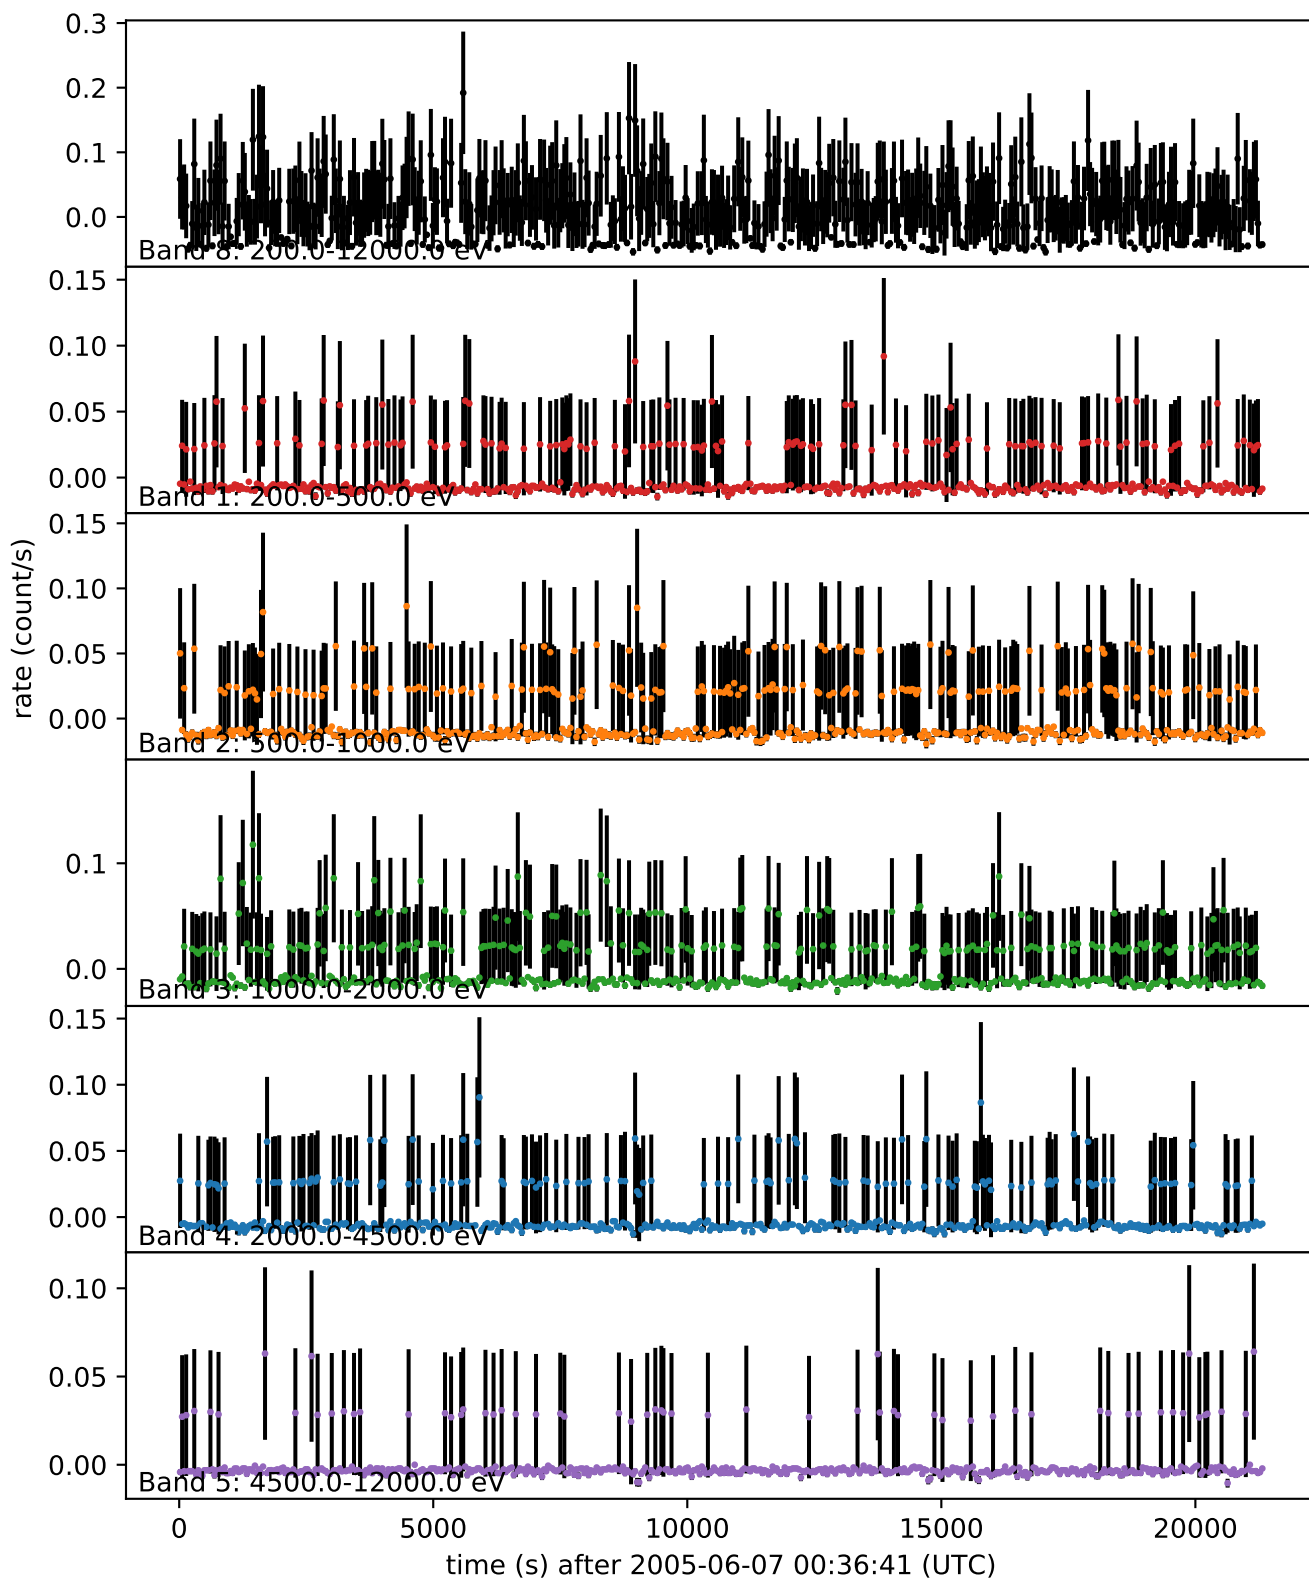 0.3
0.2
0.1
0.0
Band 8: 200.0-12000.0 eV
0.15
0.10
0.05
0.00
Band 1: 200.0-500.0 eV
0.15
0.10
0.05
0.00
Band 2: 500.0-1000.0 eV
rate (count/s)
0.1
0.0
Band 3: 1000.0-2000.0 eV
0.15
0.10
0.05
0.00
Band 4: 2000.0-4500.0 eV
0.10
0.05
0.00
Band 5: 4500.0-12000.0 eV
0 5000 10000 15000 20000
time (s) after 2005-06-07 00:36:41 (UTC)